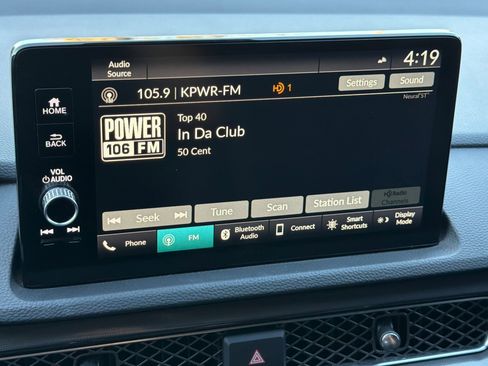 Audio Source
4:19
105.9 | KPWR-FM
HD 1
Settings
Sound
Neural ST
HOME
BACK
VOL
AUDIO
POWER
106 FM
Top 40
In Da Club
50 Cent
Seek
Tune
Scan
Station List
HD Radio
Channels
Phone
FM
Bluetooth
Audio
Connect
Smart
Shortcuts
Display
Mode